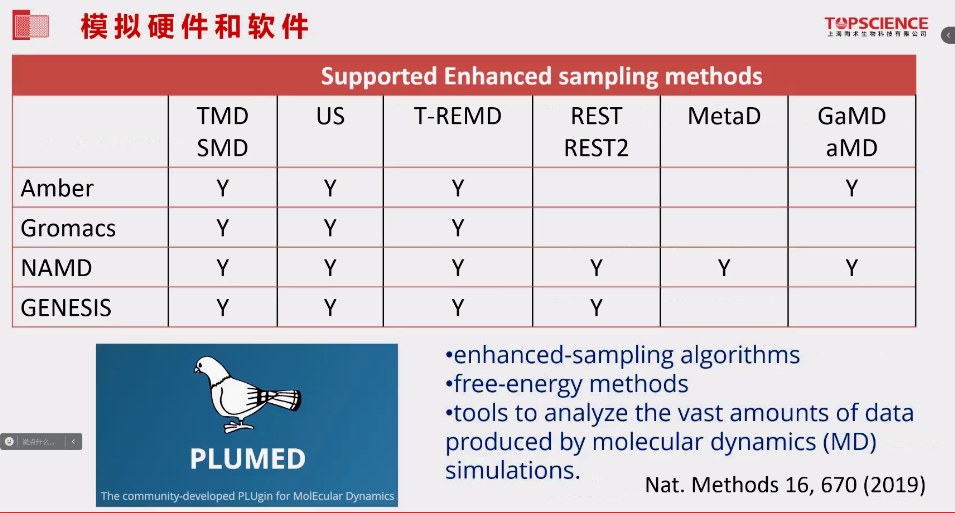 模拟硬件和软件
TOPSCIENCE
上海陶术生物科技有限公司
Supported Enhanced sampling methods
TMD SMD US T-REMD REST REST2 MetaD GaMD aMD
Amber Y Y Y Y
Gromacs Y Y Y
NAMD Y Y Y Y Y Y
GENESIS Y Y Y Y
•enhanced-sampling algorithms
•free-energy methods
•tools to analyze the vast amounts of data
produced by molecular dynamics (MD)
simulations.
PLUMED
The community-developed PLUgin for MolEcular Dynamics
Nat. Methods 16, 670 (2019)